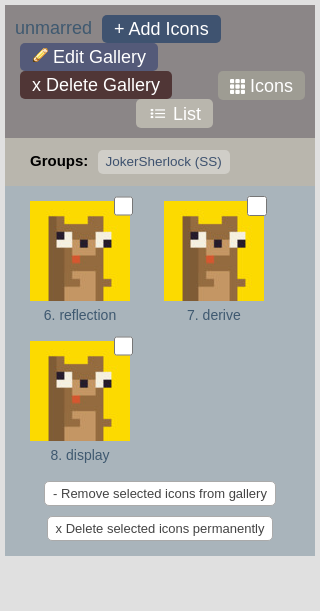 unmarred + Add Icons
Edit Gallery
x Delete Gallery Icons
List
Groups: JokerSherlock (SS)
6. reflection 7. derive
8. display
- Remove selected icons from gallery
x Delete selected icons permanently